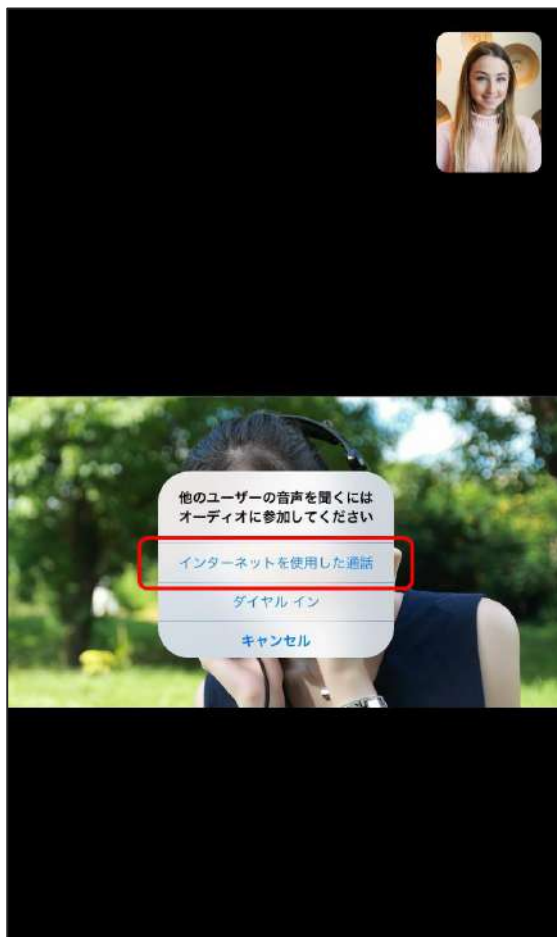 他のユーザーの音声を聞くには
オーディオに参加してください
インターネットを使用した通話
ダイヤル イン
キャンセル